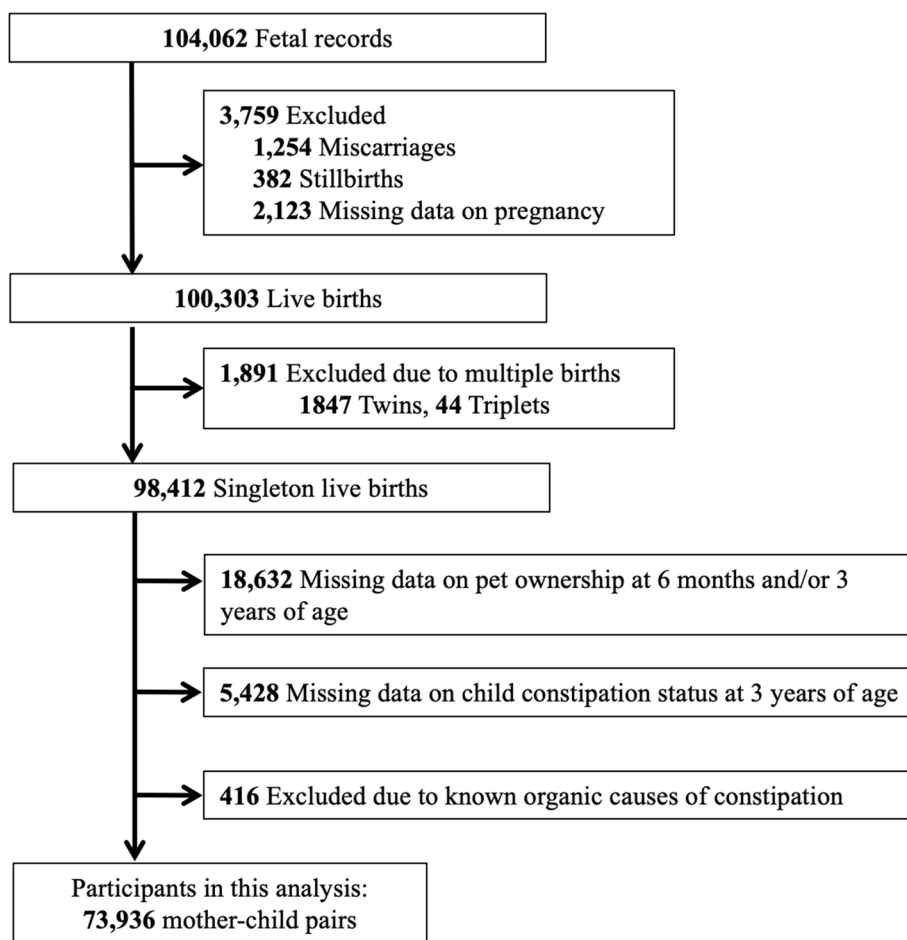 104,062 Fetal records
3,759 Excluded
1,254 Miscarriages
382 Stillbirths
2,123 Missing data on pregnancy
100,303 Live births
1,891 Excluded due to multiple births
1847 Twins, 44 Triplets
98,412 Singleton live births
18,632 Missing data on pet ownership at 6 months and/or 3
years of age
5,428 Missing data on child constipation status at 3 years of age
416 Excluded due to known organic causes of constipation
Participants in this analysis:
73,936 mother-child pairs